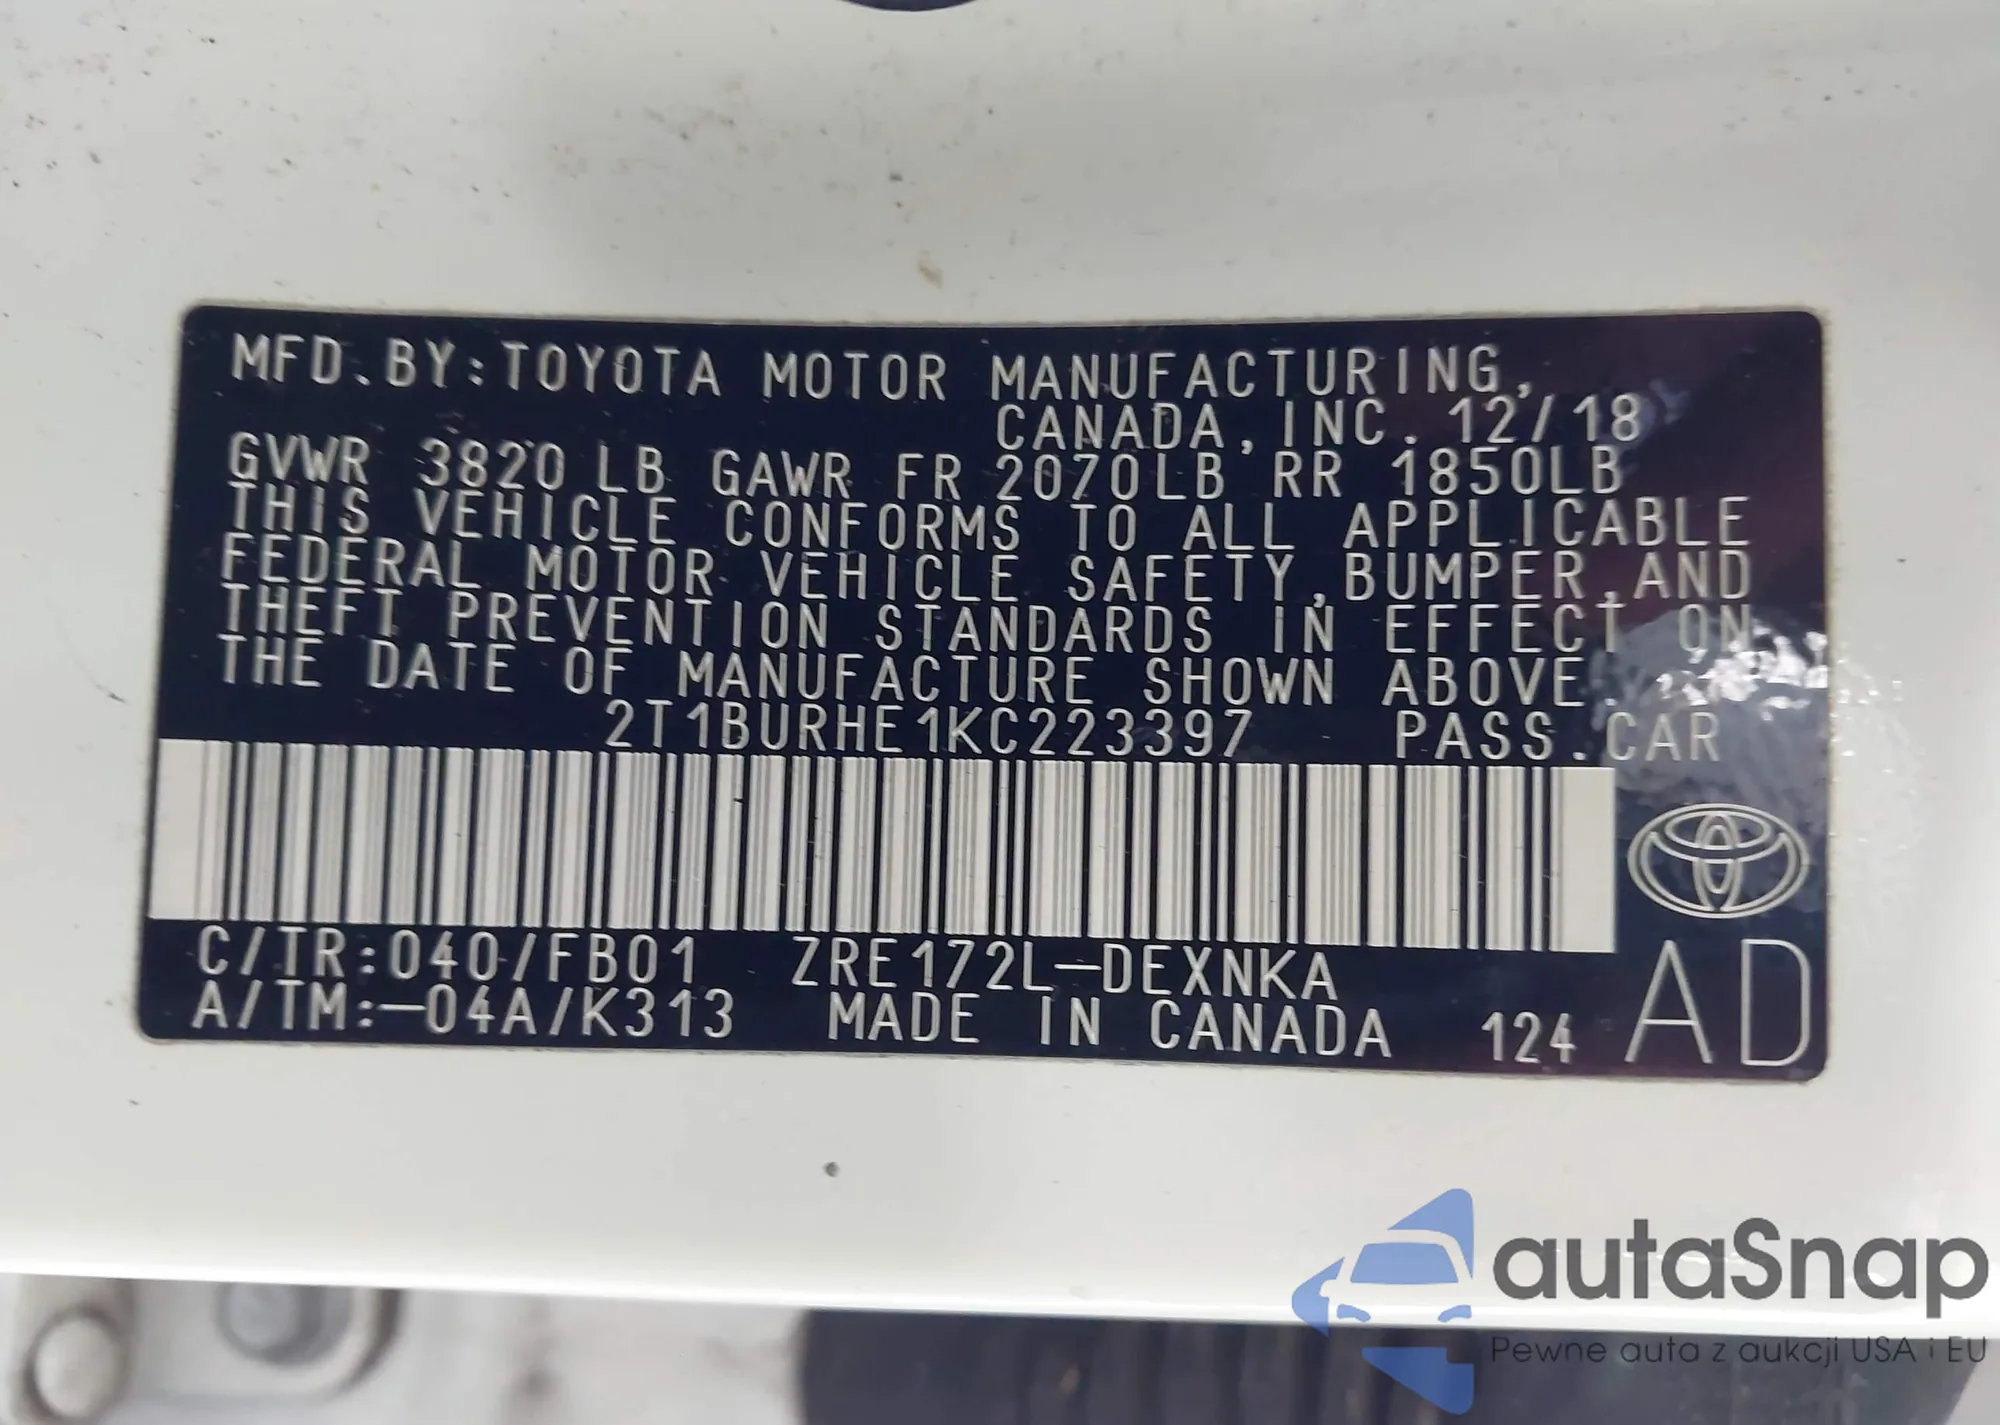 MFD. BY: TOYOTA MOTOR MANUFACTURING,
CANADA, INC. 12/18
GVWR 3820 LB GAWR FR 2070LB RR 1850LB
THIS VEHICLE CONFORMS TO ALL APPLICABLE
FEDERAL MOTOR VEHICLE SAFETY, BUMPER, AND
THEFT PREVENTION STANDARDS IN EFFECT ON
THE DATE OF MANUFACTURE SHOWN ABOVE.
2T1BURHE1KC223397 PASS. CAR
C/TR: 040/FB01 ZRE172L-DEXNKA
A/TM: -04A/K313 MADE IN CANADA 124 AD
autaSnap
Pewne auta z aukcji USA i EU